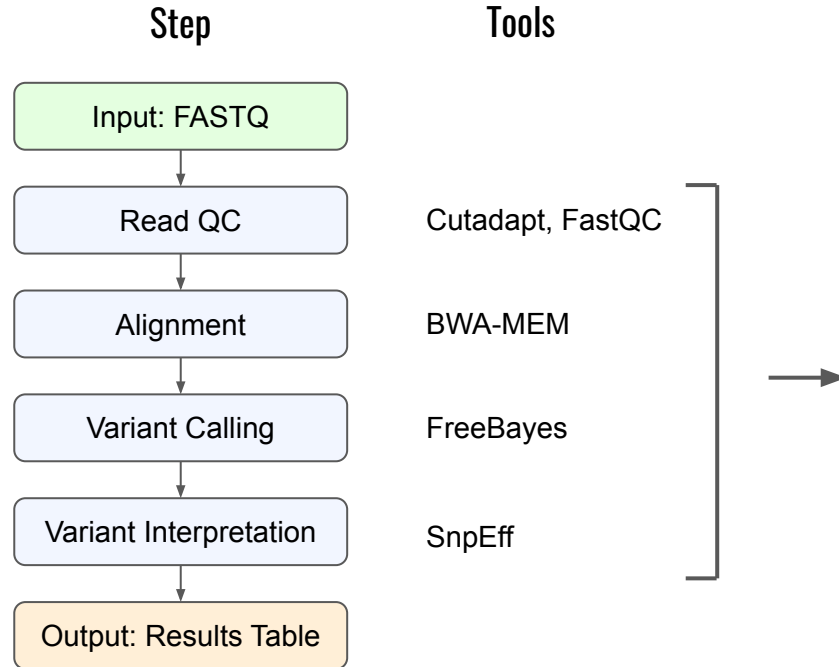 Step Tools
Input: FASTQ
Read QC Cutadapt, FastQC
Alignment BWA-MEM
Variant Calling FreeBayes
Variant Interpretation SnpEff
Output: Results Table